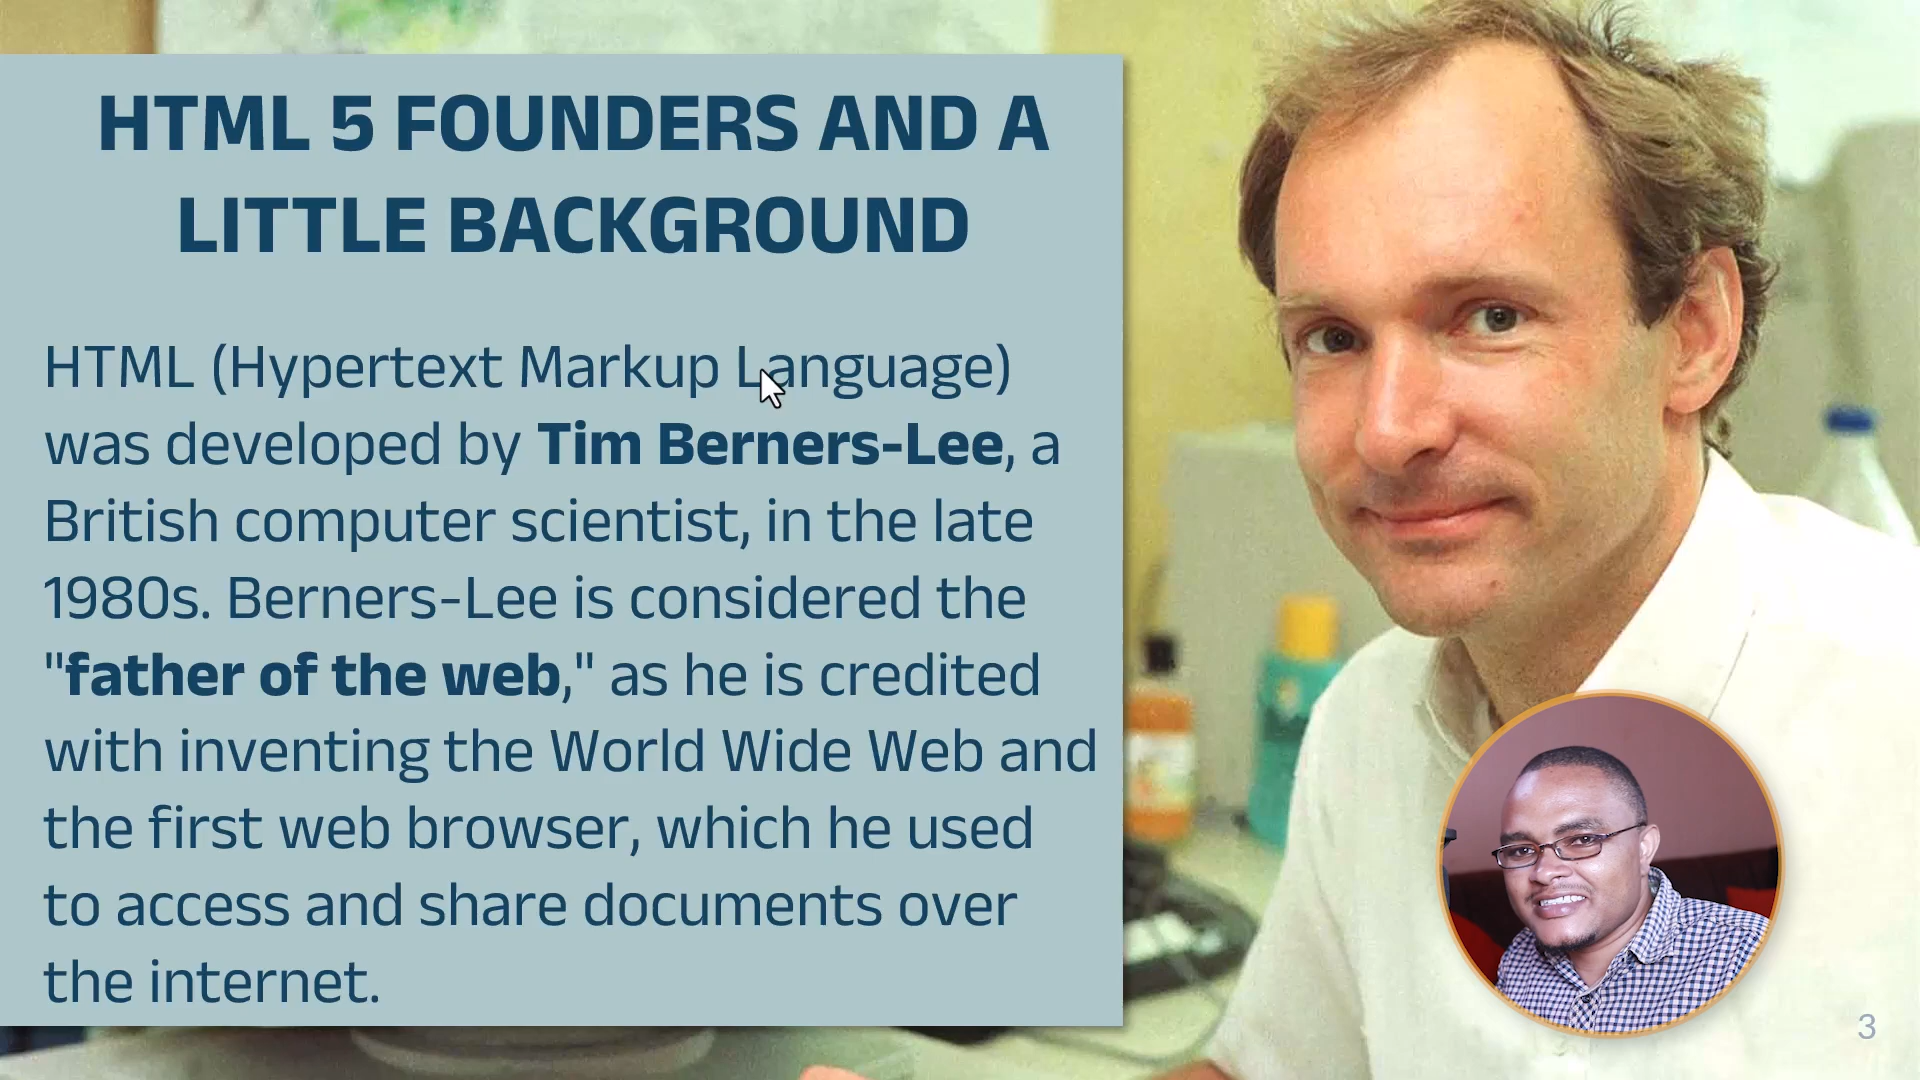 HTML 5 FOUNDERS AND A
LITTLE BACKGROUND
HTML (Hypertext Markup Language)
was developed by Tim Berners-Lee, a
British computer scientist, in the late
1980s. Berners-Lee is considered the
"father of the web," as he is credited
with inventing the World Wide Web and
the first web browser, which he used
to access and share documents over
the internet.
3